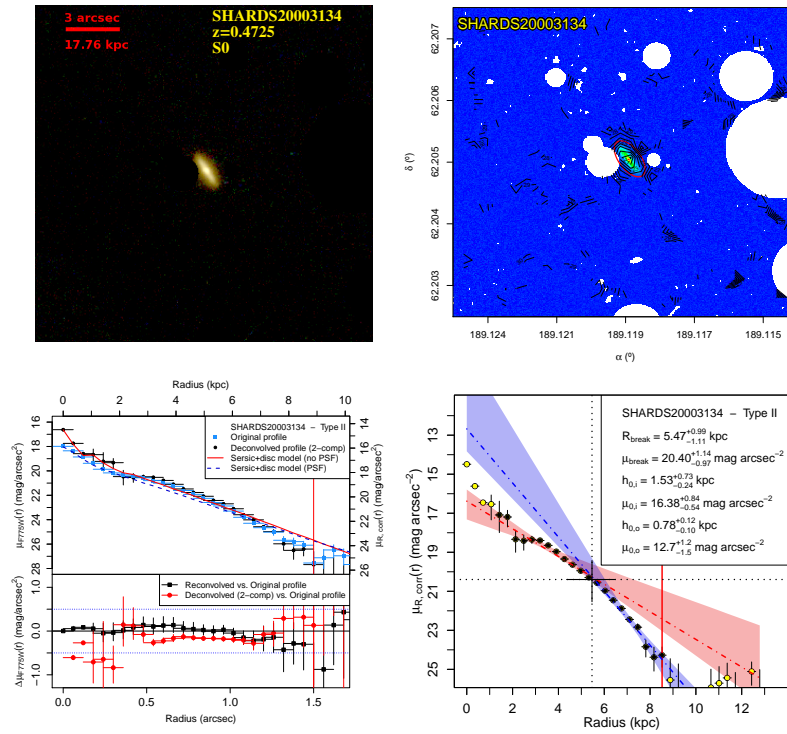 3 arcsec
17.76 kpc
SHARDS20003134
z=0.4725
S0
SHARDS20003134
62.207
62.206
62.205
62.204
62.203
δ (º)
189.124
189.121
189.119
189.117
189.115
α (º)
Radius (kpc)
0 2 4 6 8 10
16
18
20
22
24
26
28
μF775W(r) (mag/arcsec²)
14
16
18
20
22
24
26
μR, corr(r) (mag/arcsec²)
SHARDS20003134 − Type II
Original profile
Deconvolved profile (2−comp)
Sersic+disc model (no PSF)
Sersic+disc model (PSF)
1.0
0.0
−1.0
ΔμF775W(r) (mag/arcsec²)
Reconvolved vs. Original profile
Deconvolved (2−comp) vs. Original profile
0.0 0.5 1.0 1.5
Radius (arcsec)
13
15
17
19
21
23
25
μR, corr(r) (mag arcsec⁻²)
SHARDS20003134 − Type II
Rbreak = 5.47 +0.99 −1.11 kpc
μbreak = 20.40 +1.14 −0.97 mag arcsec⁻²
h0,i = 1.53 +0.73 −0.24 kpc
μ0,i = 16.38 +0.84 −0.54 mag arcsec⁻²
h0,o = 0.78 +0.12 −0.10 kpc
μ0,o = 12.7 +1.2 −1.5 mag arcsec⁻²
0 2 4 6 8 10 12
Radius (kpc)